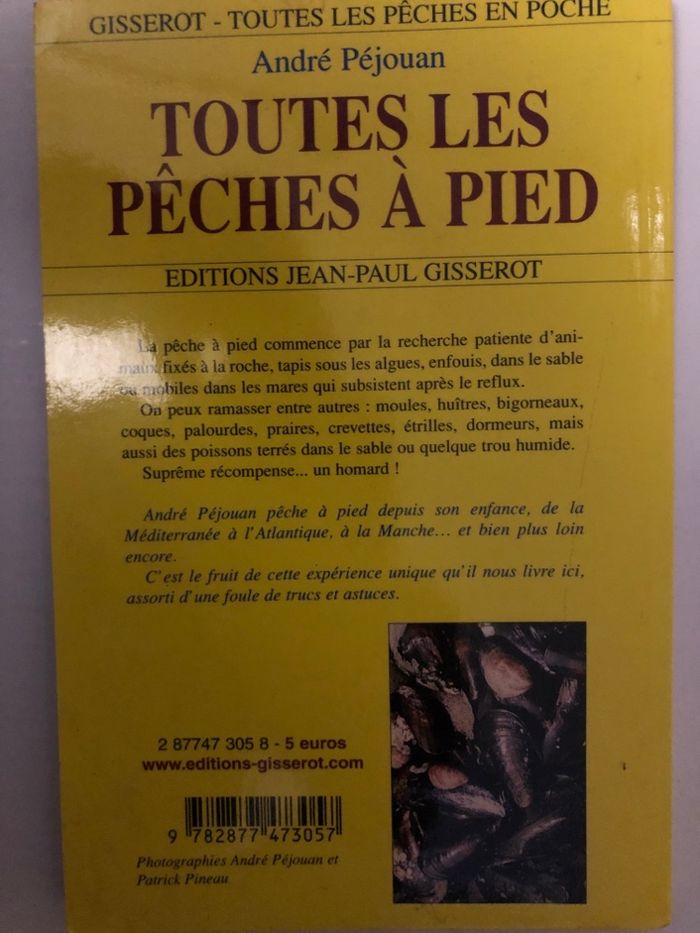 GISSEROT - TOUTES LES PÊCHES EN POCHE
André Péjouan
TOUTES LES
PÊCHES À PIED
EDITIONS JEAN-PAUL GISSEROT
La pêche à pied commence par la recherche patiente d'ani-
maux fixés à la roche, tapis sous les algues, enfouis, dans le sable
ou mobiles dans les mares qui subsistent après le reflux.
On peux ramasser entre autres : moules, huîtres, bigorneaux,
coques, palourdes, praires, crevettes, étrilles, dormeurs, mais
aussi des poissons terrés dans le sable ou quelque trou humide.
Suprême récompense... un homard !
André Péjouan pêche à pied depuis son enfance, de la
Méditerranée à l'Atlantique, à la Manche... et bien plus loin
encore.
C'est le fruit de cette expérience unique qu'il nous livre ici,
assorti d'une foule de trucs et astuces.
2 87747 305 8 - 5 euros
www.editions-gisserot.com
9 782877 473057
Photographies André Péjouan et
Patrick Pineau